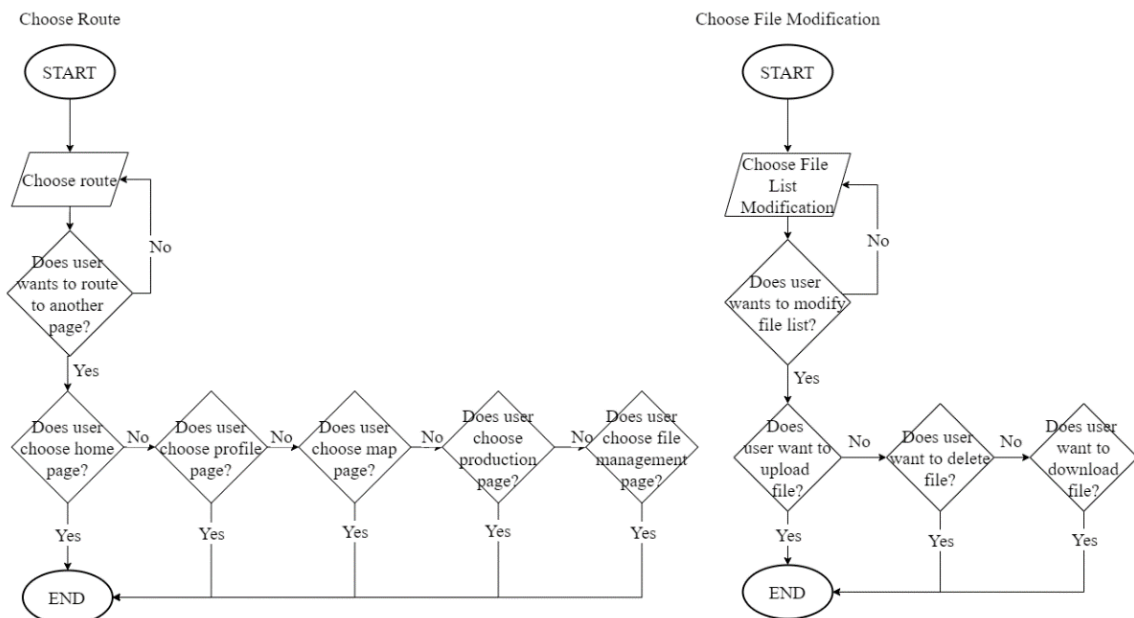 Choose Route
START
Choose route
No
Does user
wants to route
to another
page?
Yes
Does user
choose home
page?
No
Does user
choose profile
page?
No
Does user
choose map
page?
No
Does user
choose
production
page?
No
Does user
choose file
management
page?
Yes
Yes
Yes
Yes
Yes
END
Choose File Modification
START
Choose File
List
Modification
No
Does user
wants to modify
file list?
Yes
Does
user want to
upload
file?
No
Does user
want to delete
file?
No
Does user
want to
download
file?
Yes
Yes
Yes
END